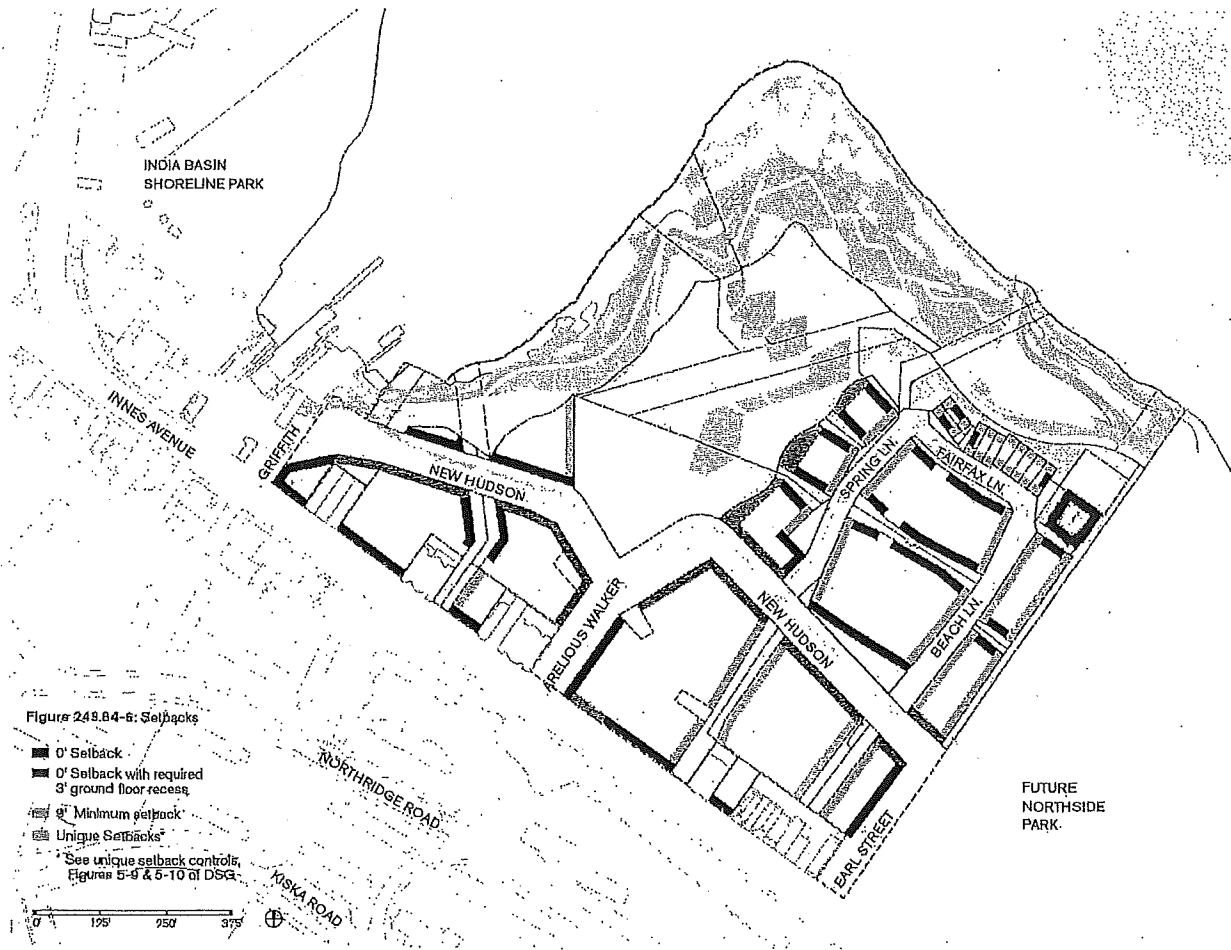 INDIA BASIN
SHORELINE PARK
INNES AVENUE
GRIFFITH
NEW HUDSON
SPRING LN.
FAIRFAX LN.
ARELIOUS WALKER
NEW HUDSON
BEACH LN.
Figure 249.84-6: Setbacks
0' Setback
0' Setback with required
3' ground floor recess
Minimum setback
Unique Setbacks*
* See unique setback controls,
Figures 5-9 & 5-10 of DSG
0' 125' 250' 375'
NORTHRIDGE ROAD
KISKA ROAD
EARL STREET
FUTURE
NORTHSIDE
PARK